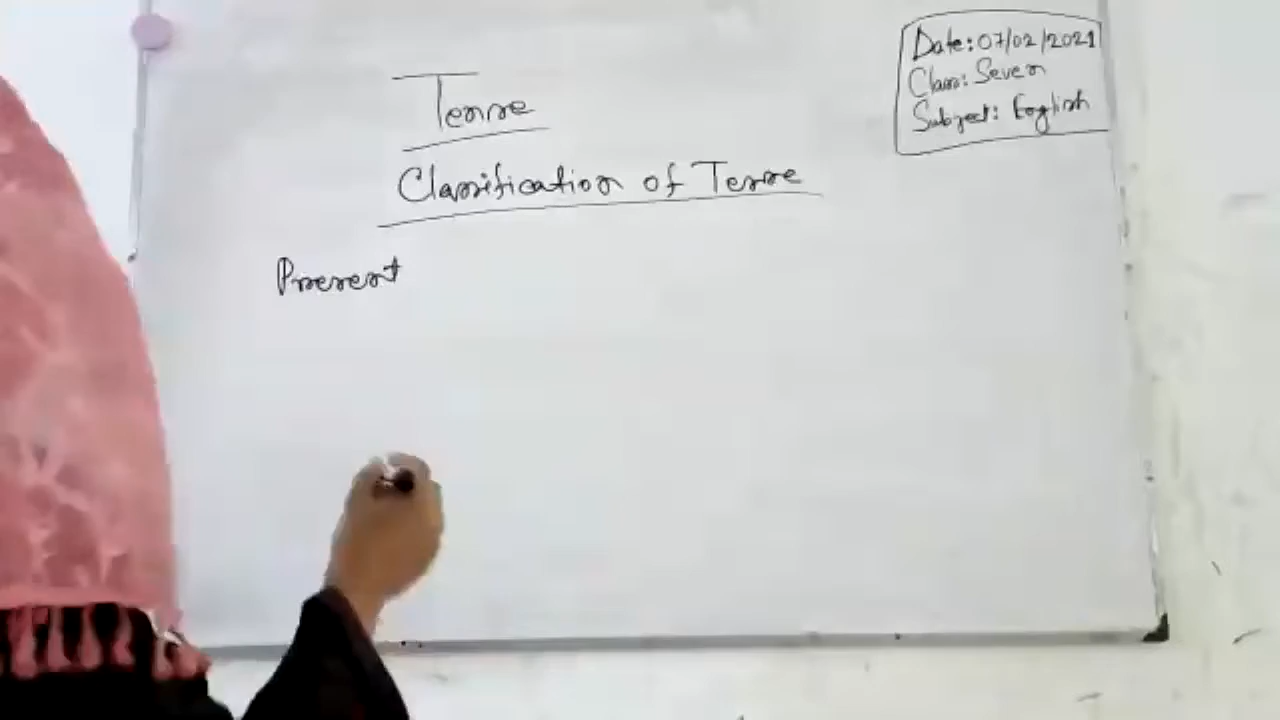 Tense
Classification of Tense
Present
Date: 07/02/2021
Class: Seven
Subject: English